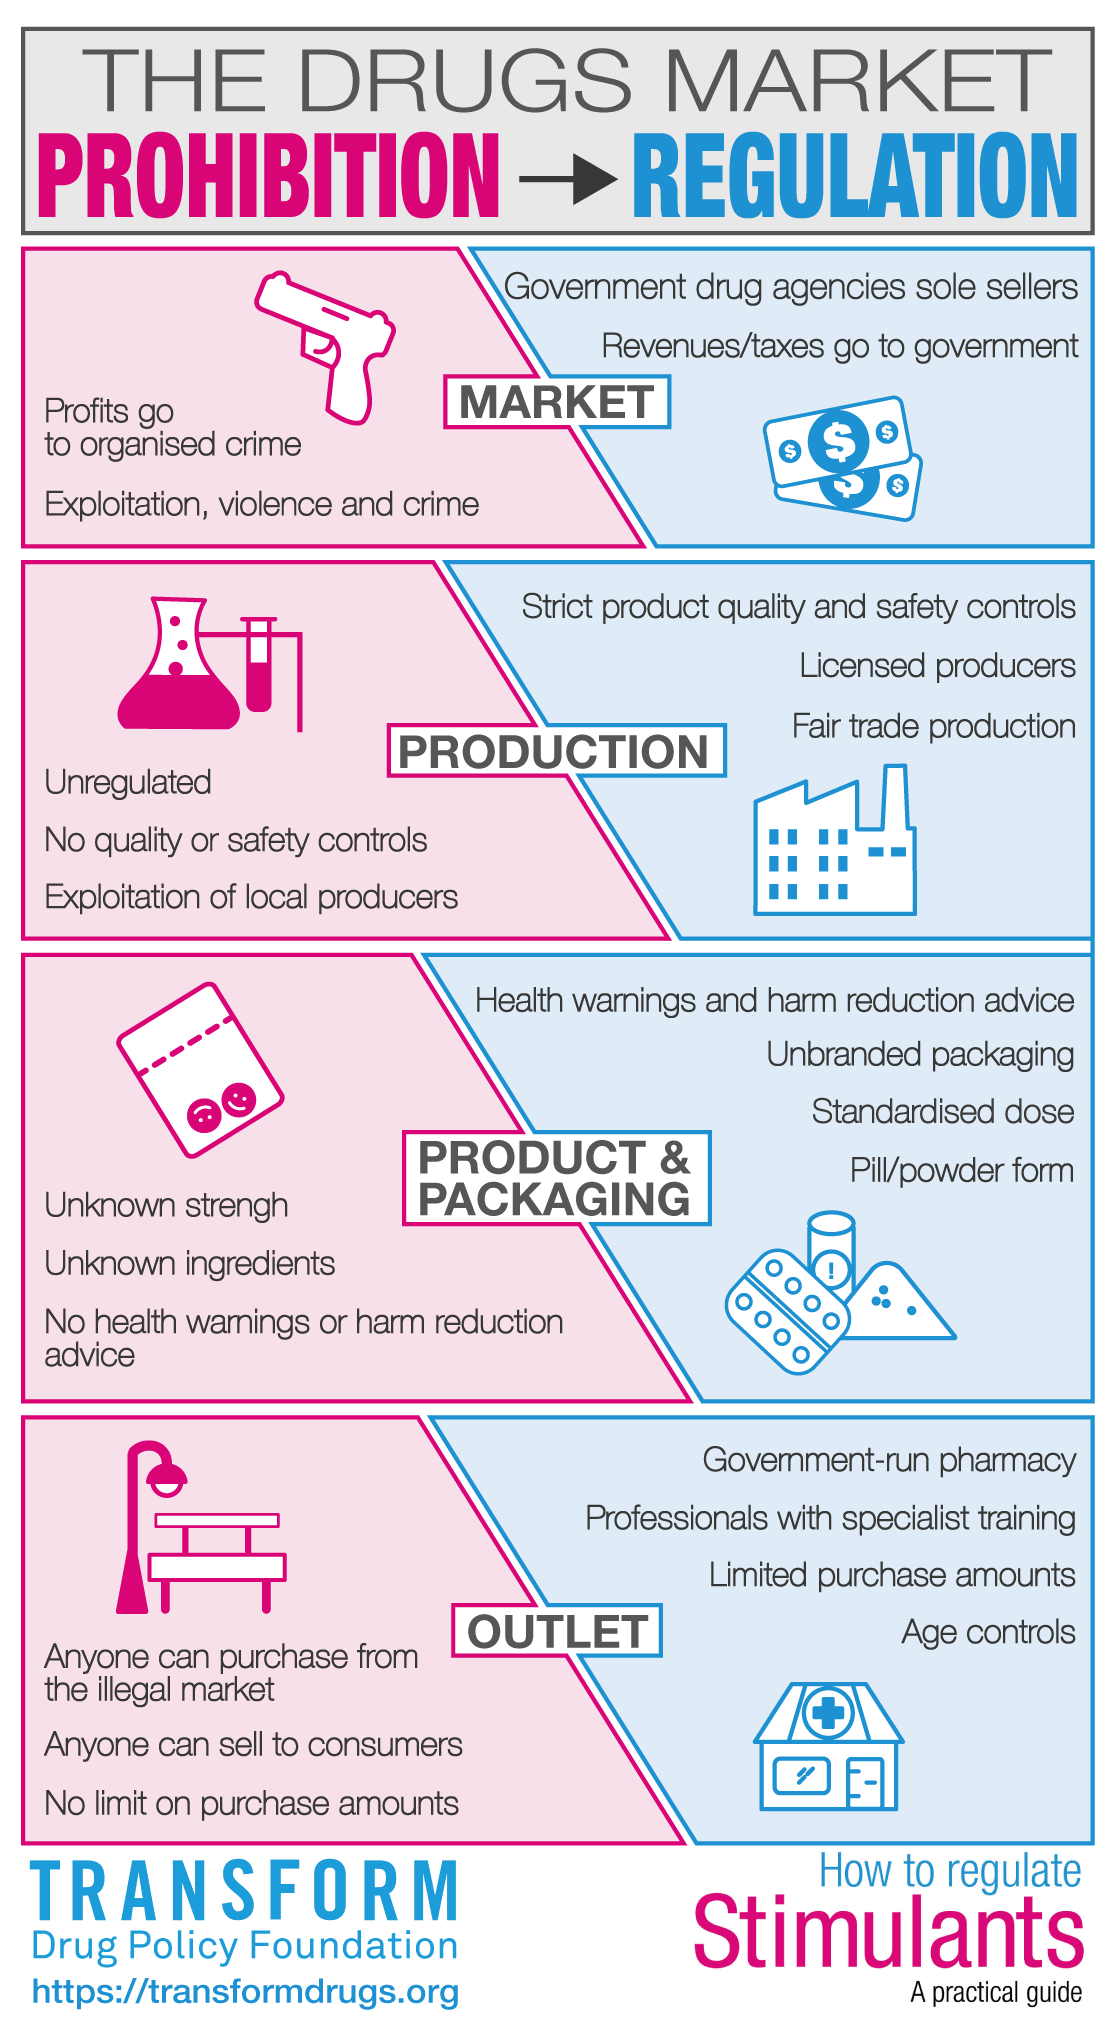 THE DRUGS MARKET
PROHIBITION → REGULATION
MARKET
Profits go
to organised crime
Exploitation, violence and crime
Government drug agencies sole sellers
Revenues/taxes go to government
$ $ $
$ $
PRODUCTION
Unregulated
No quality or safety controls
Exploitation of local producers
Strict product quality and safety controls
Licensed producers
Fair trade production
PRODUCT &
PACKAGING
Unknown strengh
Unknown ingredients
No health warnings or harm reduction
advice
Health warnings and harm reduction advice
Unbranded packaging
Standardised dose
Pill/powder form
!
OUTLET
Anyone can purchase from
the illegal market
Anyone can sell to consumers
No limit on purchase amounts
Government-run pharmacy
Professionals with specialist training
Limited purchase amounts
Age controls
TRANSFORM
Drug Policy Foundation
https://transformdrugs.org
How to regulate
Stimulants
A practical guide